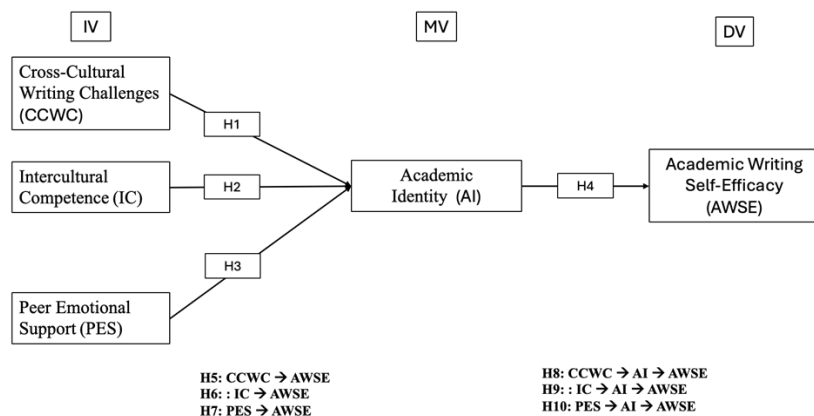 IV
MV
DV
Cross-Cultural
Writing Challenges
(CCWC)
H1
Intercultural
Competence (IC)
H2
Academic
Identity (AI)
H4
Academic Writing
Self-Efficacy
(AWSE)
H3
Peer Emotional
Support (PES)
H5: CCWC → AWSE
H6: : IC → AWSE
H7: PES → AWSE
H8: CCWC → AI → AWSE
H9: : IC → AI → AWSE
H10: PES → AI → AWSE